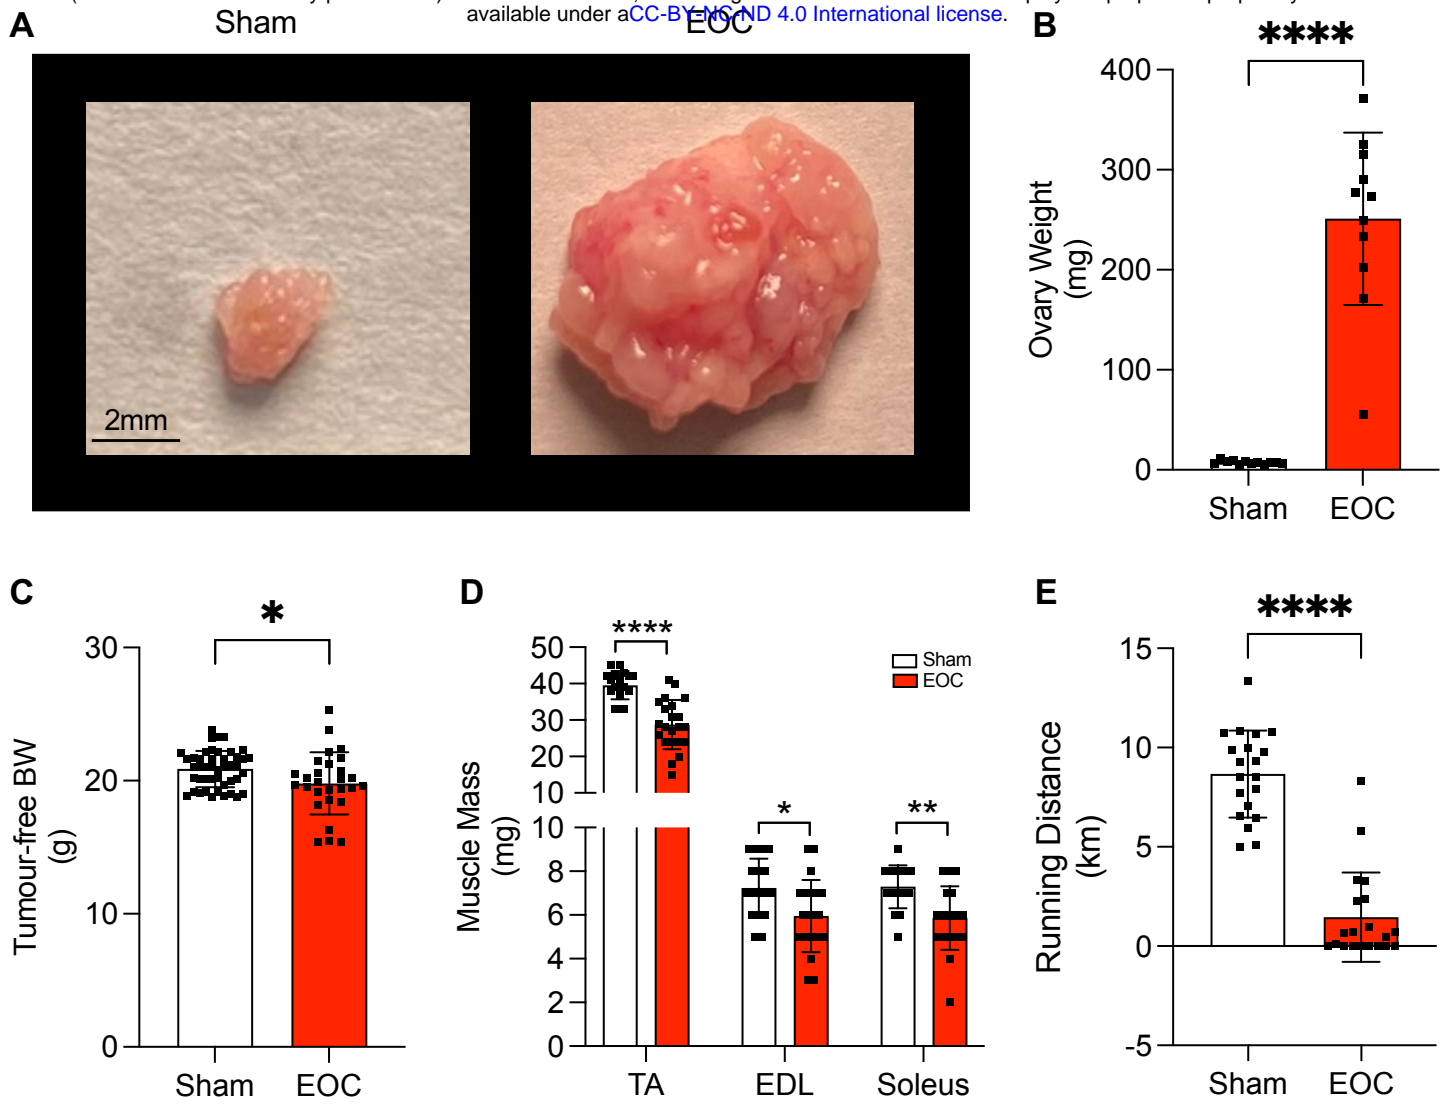 available under aCC-BY-NC-ND 4.0 International license.
A
Sham
EOC
2mm
B
****
400
300
200
100
0
Ovary Weight
(mg)
Sham
EOC
C
*
30
20
10
0
Tumour-free BW
(g)
Sham
EOC
D
****
*
**
Sham
EOC
50
40
30
20
10
10
8
6
4
2
0
Muscle Mass
(mg)
TA
EDL
Soleus
E
****
15
10
5
0
-5
Running Distance
(km)
Sham
EOC